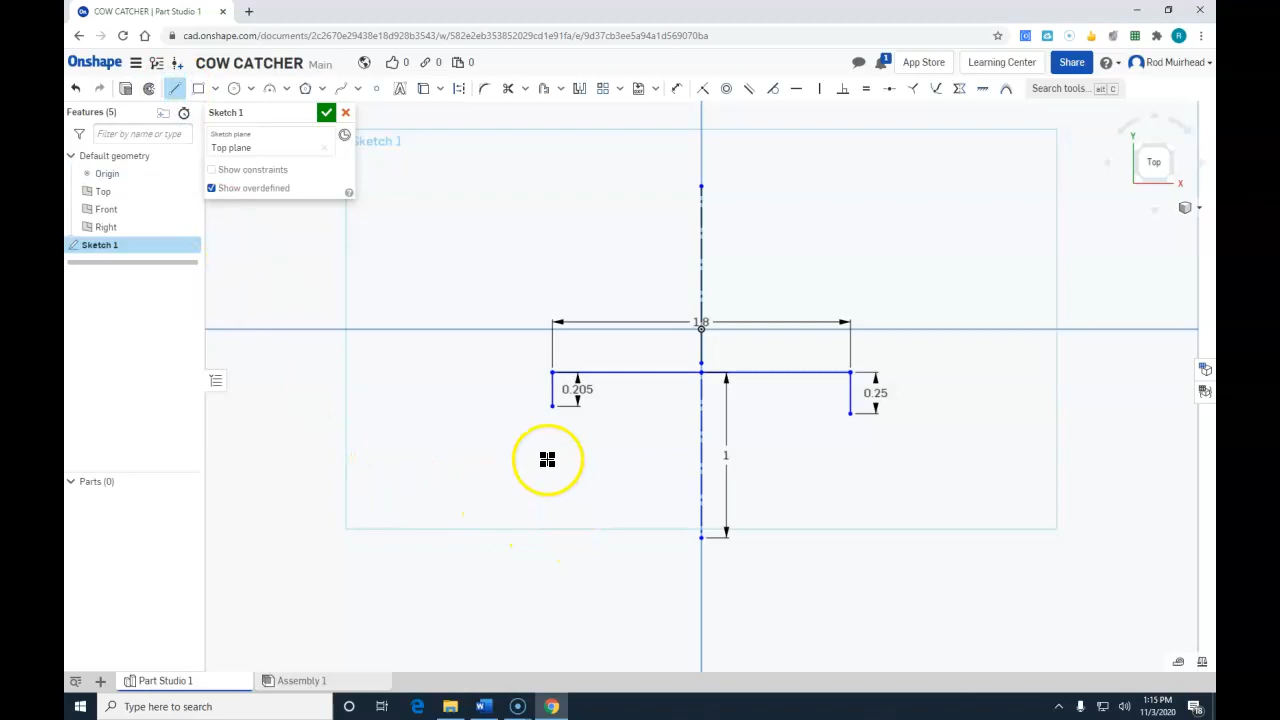 COW CATCHER | Part Studio 1
cad.onshape.com/documents/2c2670e29438e18d928b3543/w/582e2eb353852029cd1e91fa/e/9d37cb3ee5a94a1d569070ba
R
Onshape
COW CATCHER Main
0
0
0
App Store
Learning Center
Share
Rod Muirhead
Search tools...
alt C
Features (5)
Filter by name or type
Default geometry
Origin
Top
Front
Right
Sketch 1
Parts (0)
Sketch 1
Sketch plane
Top plane
Show constraints
Show overdefined
Sketch 1
1.8
0.205
0.25
1
Y
Top
X
Part Studio 1
Assembly 1
Type here to search
1:15 PM
11/3/2020